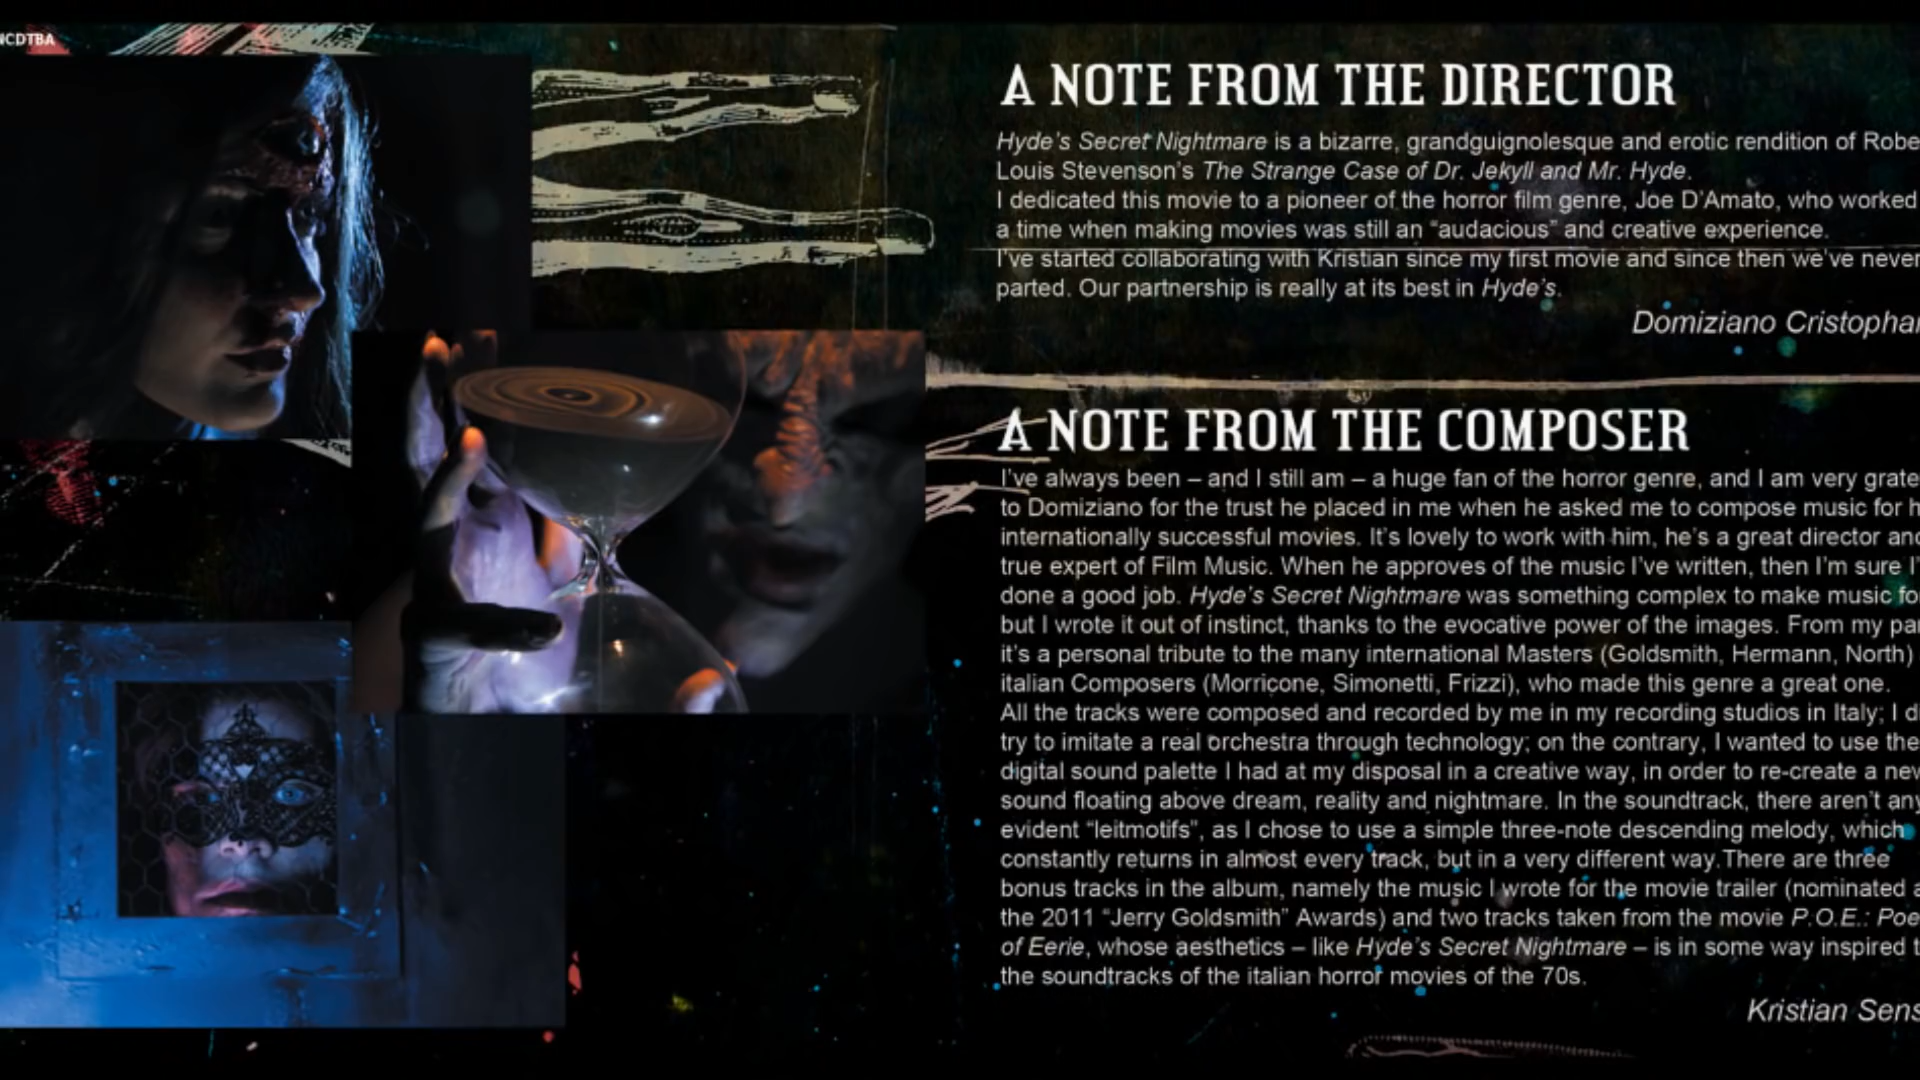 NCDTBA
A NOTE FROM THE DIRECTOR
Hyde's Secret Nightmare is a bizarre, grandguignolesque and erotic rendition of Robe
Louis Stevenson's The Strange Case of Dr. Jekyll and Mr. Hyde.
I dedicated this movie to a pioneer of the horror film genre, Joe D'Amato, who worked
a time when making movies was still an “audacious” and creative experience.
I've started collaborating with Kristian since my first movie and since then we've never
parted. Our partnership is really at its best in Hyde's.
Domiziano Cristophar
A NOTE FROM THE COMPOSER
I've always been – and I still am – a huge fan of the horror genre, and I am very grate
to Domiziano for the trust he placed in me when he asked me to compose music for h
internationally successful movies. It's lovely to work with him, he's a great director and
true expert of Film Music. When he approves of the music I've written, then I'm sure I'
done a good job. Hyde's Secret Nightmare was something complex to make music fo
but I wrote it out of instinct, thanks to the evocative power of the images. From my par
it's a personal tribute to the many international Masters (Goldsmith, Hermann, North)
italian Composers (Morricone, Simonetti, Frizzi), who made this genre a great one.
All the tracks were composed and recorded by me in my recording studios in Italy; I d
try to imitate a real orchestra through technology; on the contrary, I wanted to use the
digital sound palette I had at my disposal in a creative way, in order to re-create a new
sound floating above dream, reality and nightmare. In the soundtrack, there aren't any
evident “leitmotifs”, as I chose to use a simple three-note descending melody, which
constantly returns in almost every track, but in a very different way.There are three
bonus tracks in the album, namely the music I wrote for the movie trailer (nominated a
the 2011 “Jerry Goldsmith” Awards) and two tracks taken from the movie P.O.E.: Poe
of Eerie, whose aesthetics – like Hyde's Secret Nightmare – is in some way inspired t
the soundtracks of the italian horror movies of the 70s.
Kristian Sens